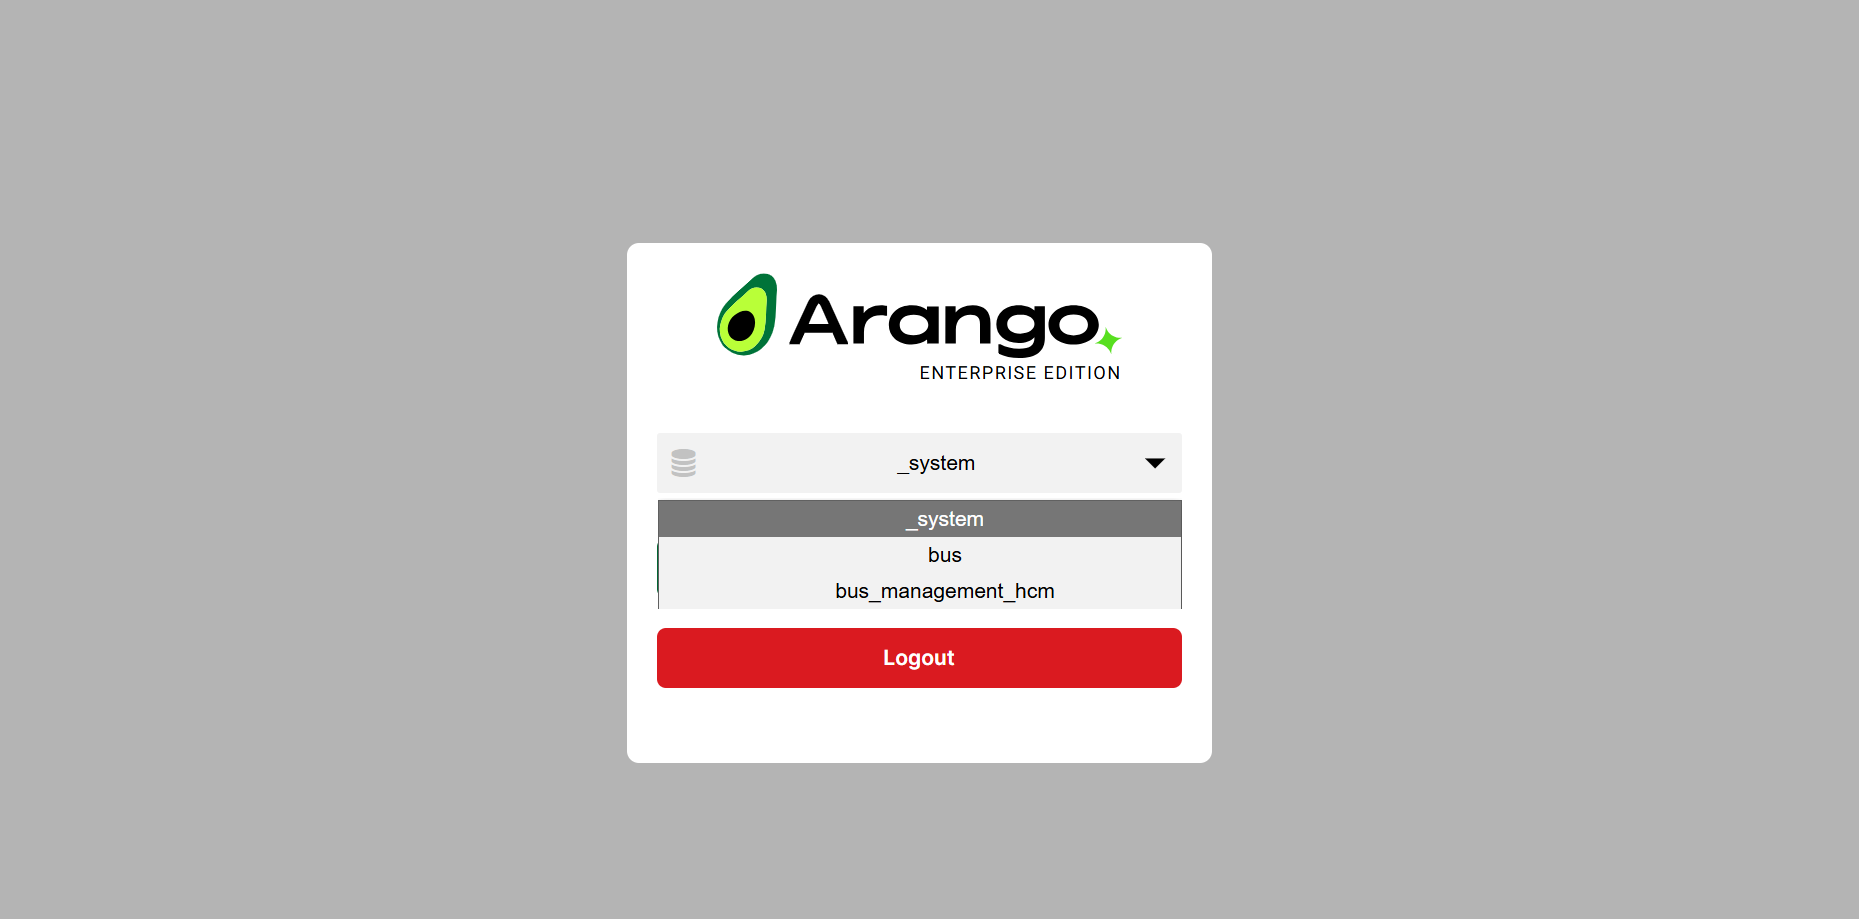 Arango
ENTERPRISE EDITION
_system
_system
bus
bus_management_hcm
Logout